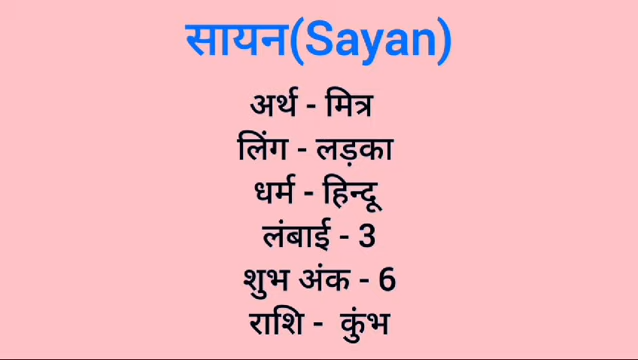 सायन(Sayan)
अर्थ - मित्र
लिंग - लड़का
धर्म - हिन्दू
लंबाई - 3
शुभ अंक - 6
राशि - कुंभ